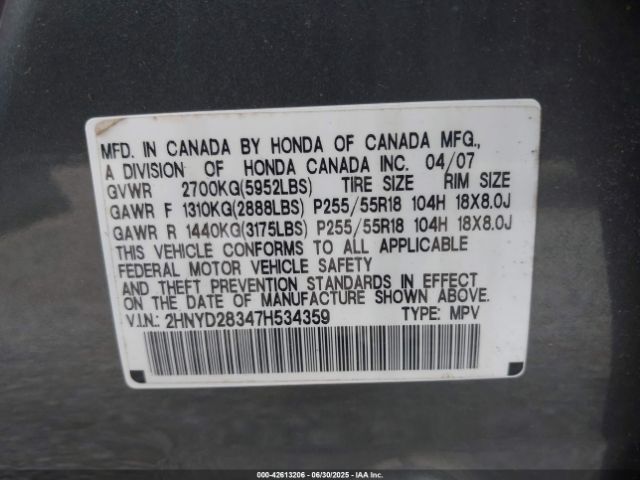 MFD. IN CANADA BY HONDA OF CANADA MFG.,
A DIVISION OF HONDA CANADA INC. 04/07
GVWR 2700KG(5952LBS) TIRE SIZE RIM SIZE
GAWR F 1310KG(2888LBS) P255/55R18 104H 18X8.0J
GAWR R 1440KG(3175LBS) P255/55R18 104H 18X8.0J
THIS VEHICLE CONFORMS TO ALL APPLICABLE
FEDERAL MOTOR VEHICLE SAFETY
AND THEFT PREVENTION STANDARDS IN EFFECT
ON THE DATE OF MANUFACTURE SHOWN ABOVE.
V.I.N.: 2HNYD28347H534359 TYPE: MPV
000-42613206 - 06/30/2025 - IAA Inc.